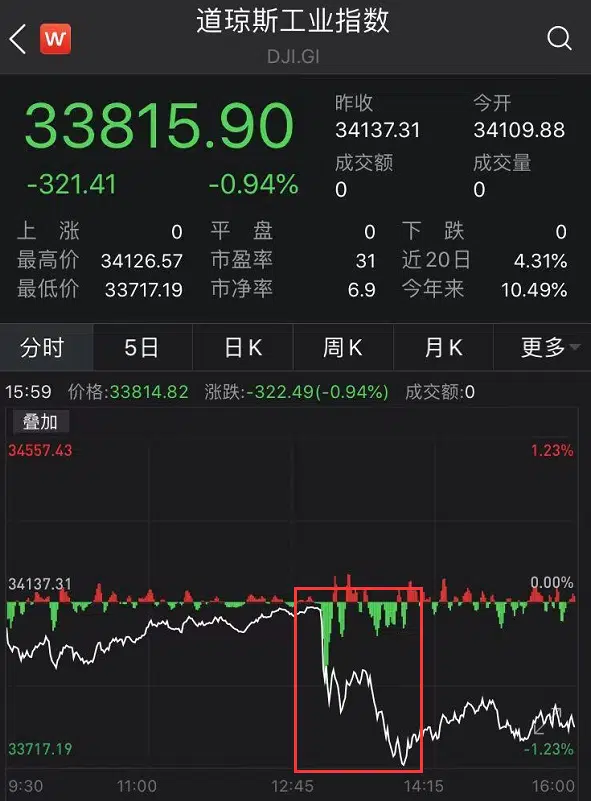 道琼斯工业指数
W
DJI.GI
33815.90
-321.41 -0.94%
昨收 今开
34137.31 34109.88
成交额 成交量
0 0
上涨 0 平盘 0 下跌 0
最高价 34126.57 市盈率 31 近20日 4.31%
最低价 33717.19 市净率 6.9 今年来 10.49%
分时 5日 日K 周K 月K 更多
15:59 价格:33814.82 涨跌:-322.49(-0.94%) 成交额:0
叠加
34557.43 1.23%
34137.31 0.00%
33717.19 -1.23%
9:30 11:00 12:45 14:15 16:00